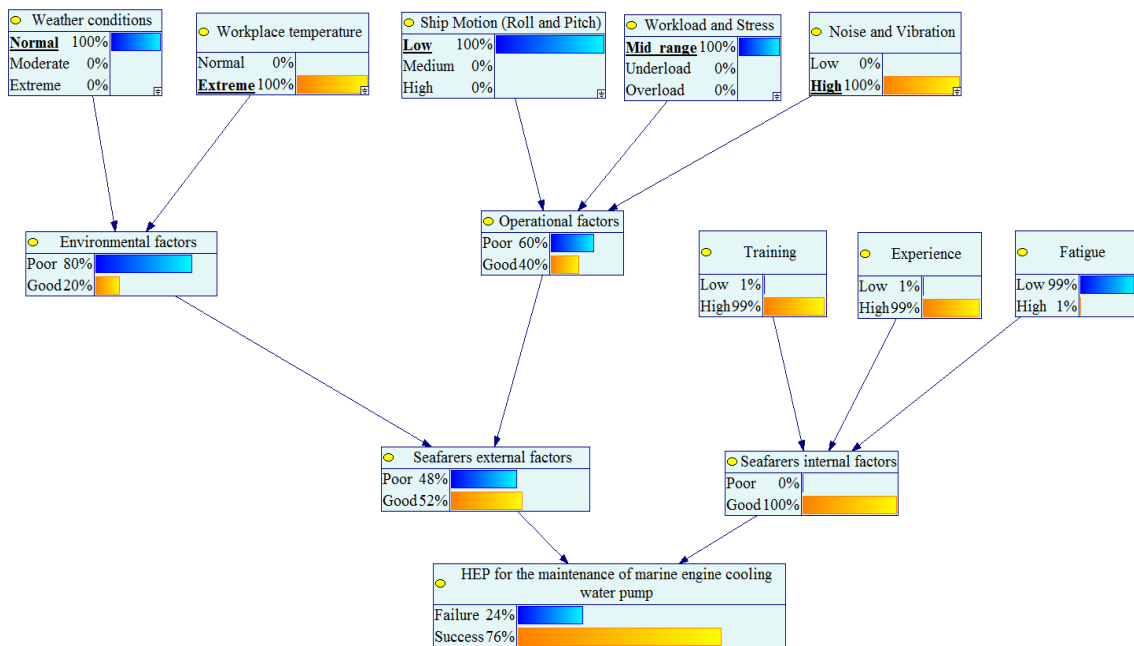 Weather conditions
Normal 100%
Moderate 0%
Extreme 0%
Workplace temperature
Normal 0%
Extreme 100%
Ship Motion (Roll and Pitch)
Low 100%
Medium 0%
High 0%
Workload and Stress
Mid_range 100%
Underload 0%
Overload 0%
Noise and Vibration
Low 0%
High 100%
Environmental factors
Poor 80%
Good 20%
Operational factors
Poor 60%
Good 40%
Training
Low 1%
High 99%
Experience
Low 1%
High 99%
Fatigue
Low 99%
High 1%
Seafarers external factors
Poor 48%
Good 52%
Seafarers internal factors
Poor 0%
Good 100%
HEP for the maintenance of marine engine cooling
water pump
Failure 24%
Success 76%